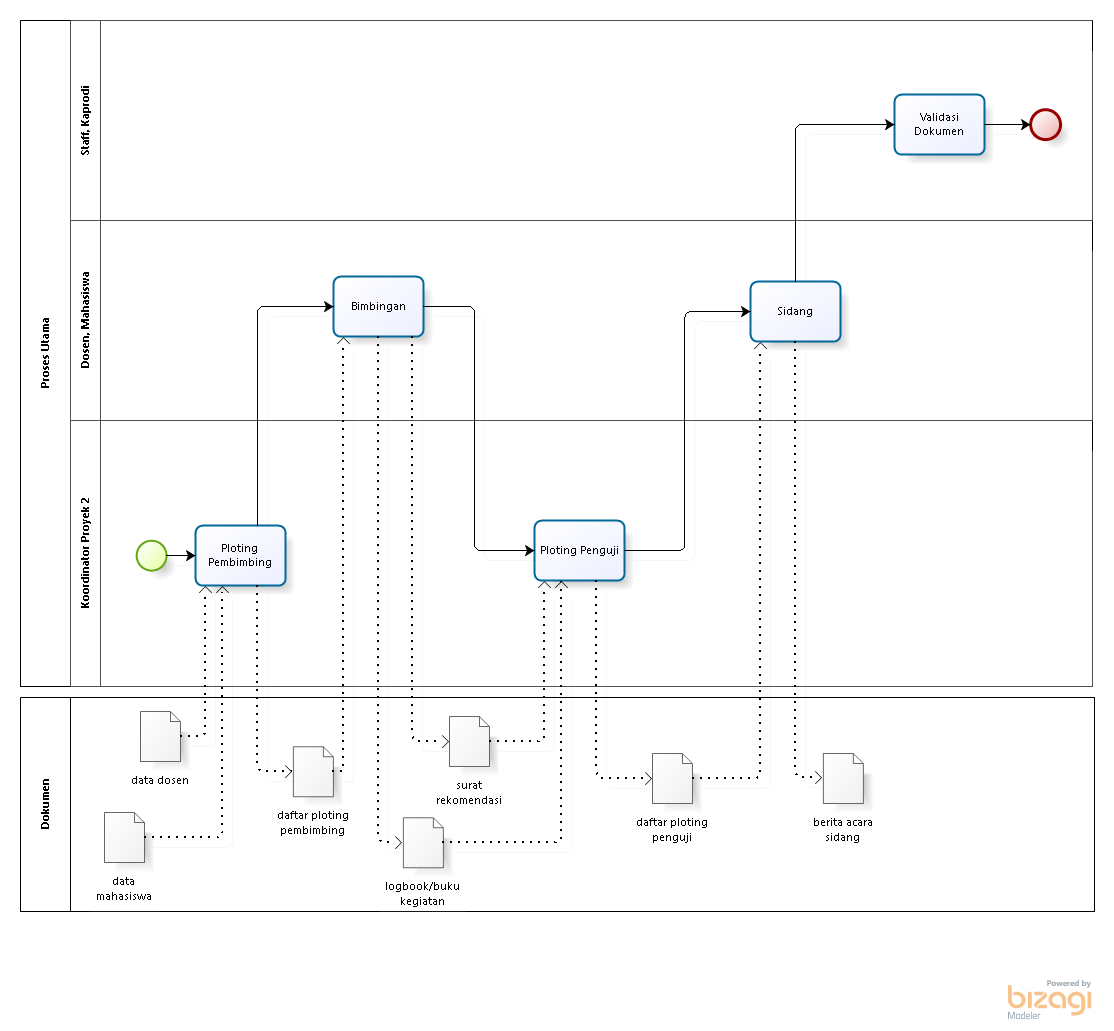 Proses Utama
Staff, Kaprodi
Validasi
Dokumen
Dosen, Mahasiswa
Bimbingan
Sidang
Koordinator Proyek 2
Ploting
Pembimbing
Ploting Penguji
Dokumen
data dosen
data
mahasiswa
daftar ploting
pembimbing
surat
rekomendasi
logbook/buku
kegiatan
daftar ploting
penguji
berita acara
sidang
Powered by
bizagi
Modeler